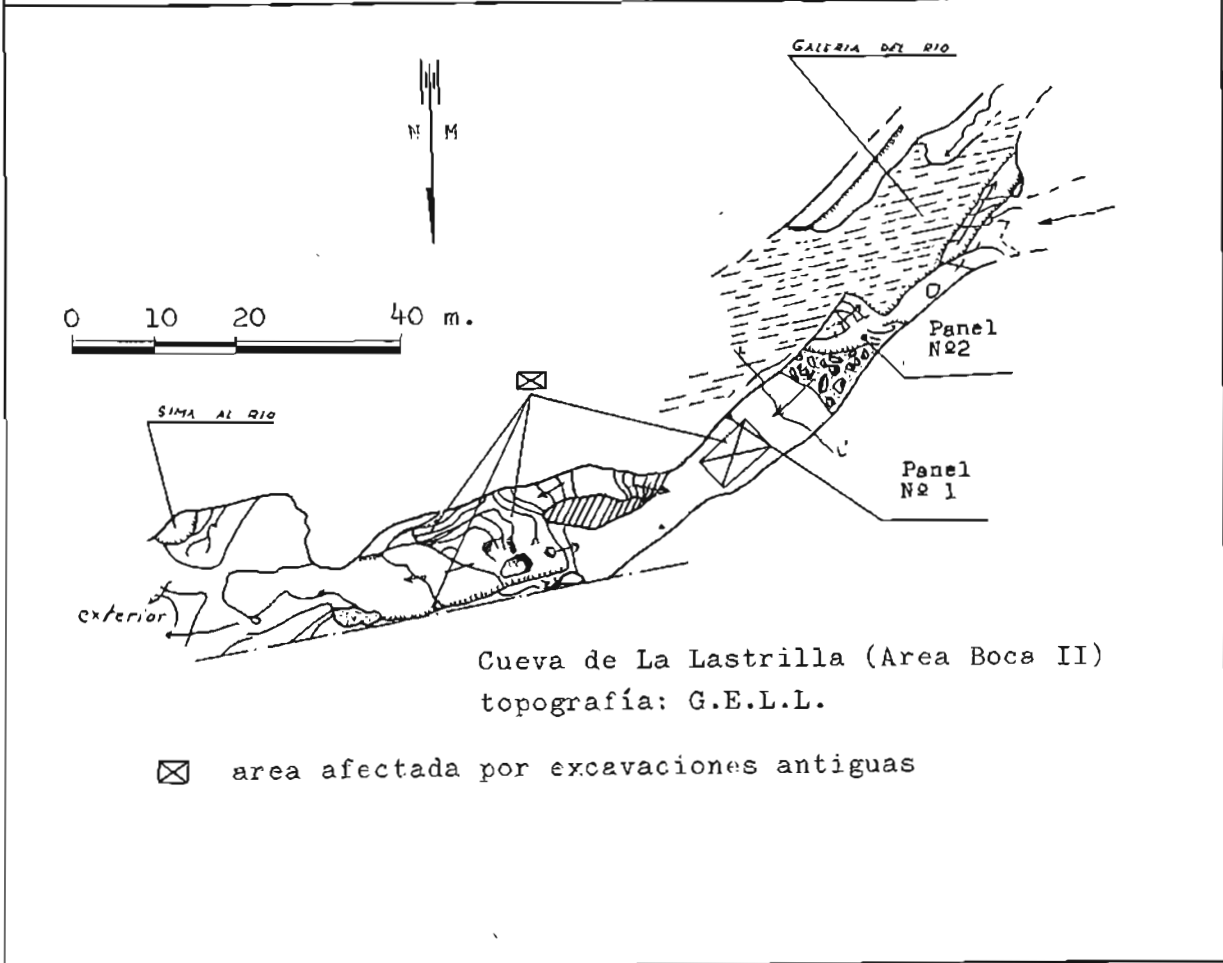 GALERIA DEL RIO
N M
0 10 20 40 m.
Panel
Nº2
SIMA AL RIO
Panel
Nº 1
exterior
Cueva de La Lastrilla (Area Boca II)
topografía: G.E.L.L.
area afectada por excavaciones antiguas